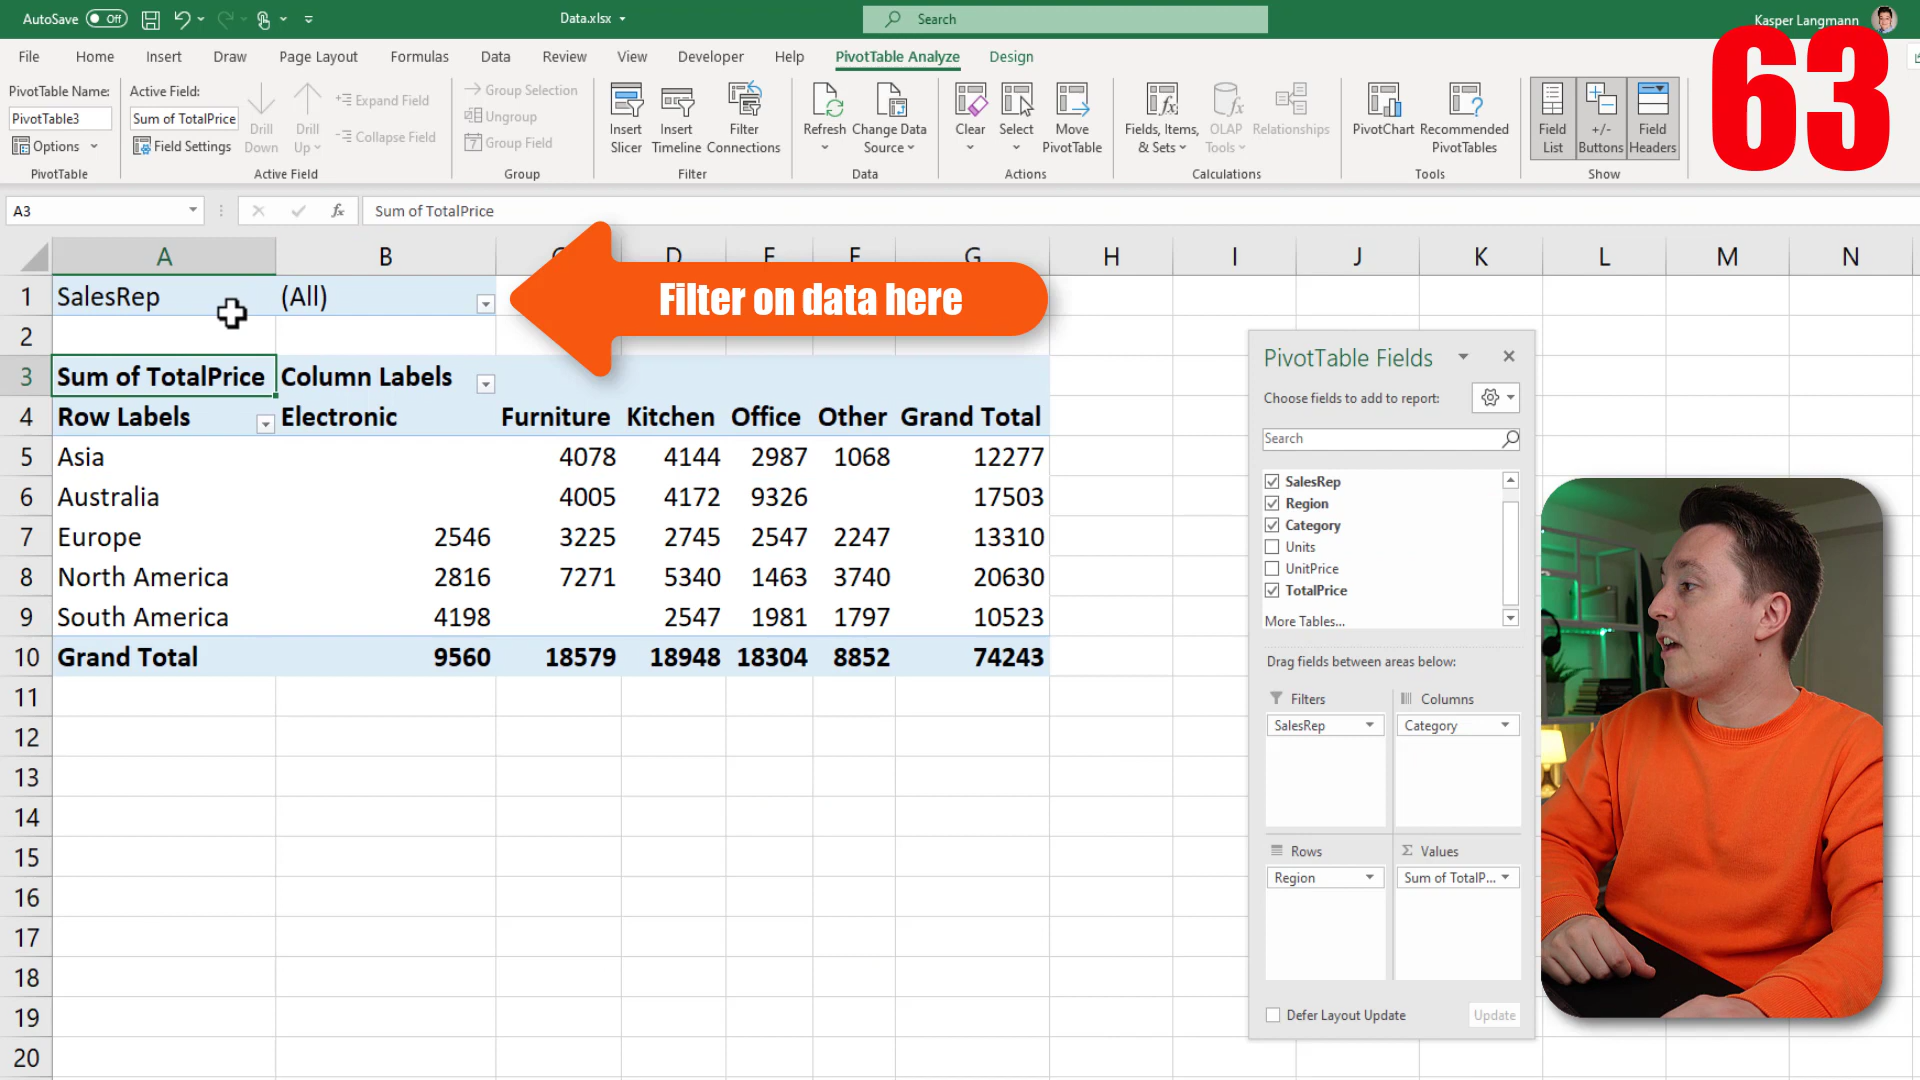 AutoSave Off Data.xlsx Search Kasper Langmann
63
File Home Insert Draw Page Layout Formulas Data Review View Developer Help PivotTable Analyze Design
PivotTable Name: Active Field:
PivotTable3 Sum of TotalPrice
Options Field Settings
Drill Down Drill Up
Expand Field
Collapse Field
Group Selection
Ungroup
Group Field
Insert Slicer Insert Timeline Filter Connections
Refresh Change Data Source
Clear Select Move PivotTable
Fields, Items, & Sets OLAP Tools Relationships
PivotChart Recommended PivotTables
Field List +/- Buttons Field Headers
PivotTable Active Field Group Filter Data Actions Calculations Tools Show
A3 fx Sum of TotalPrice
A B D G H I J K L M N
1 SalesRep (All)
Filter on data here
2
3 Sum of TotalPrice Column Labels
4 Row Labels Electronic Furniture Kitchen Office Other Grand Total
5 Asia 4078 4144 2987 1068 12277
6 Australia 4005 4172 9326 17503
7 Europe 2546 3225 2745 2547 2247 13310
8 North America 2816 7271 5340 1463 3740 20630
9 South America 4198 2547 1981 1797 10523
10 Grand Total 9560 18579 18948 18304 8852 74243
11
12
13
14
15
16
17
18
19
20
PivotTable Fields
Choose fields to add to report:
Search
SalesRep
Region
Category
Units
UnitPrice
TotalPrice
More Tables...
Drag fields between areas below:
Filters Columns
SalesRep Category
Rows Σ Values
Region Sum of TotalP...
Defer Layout Update Update